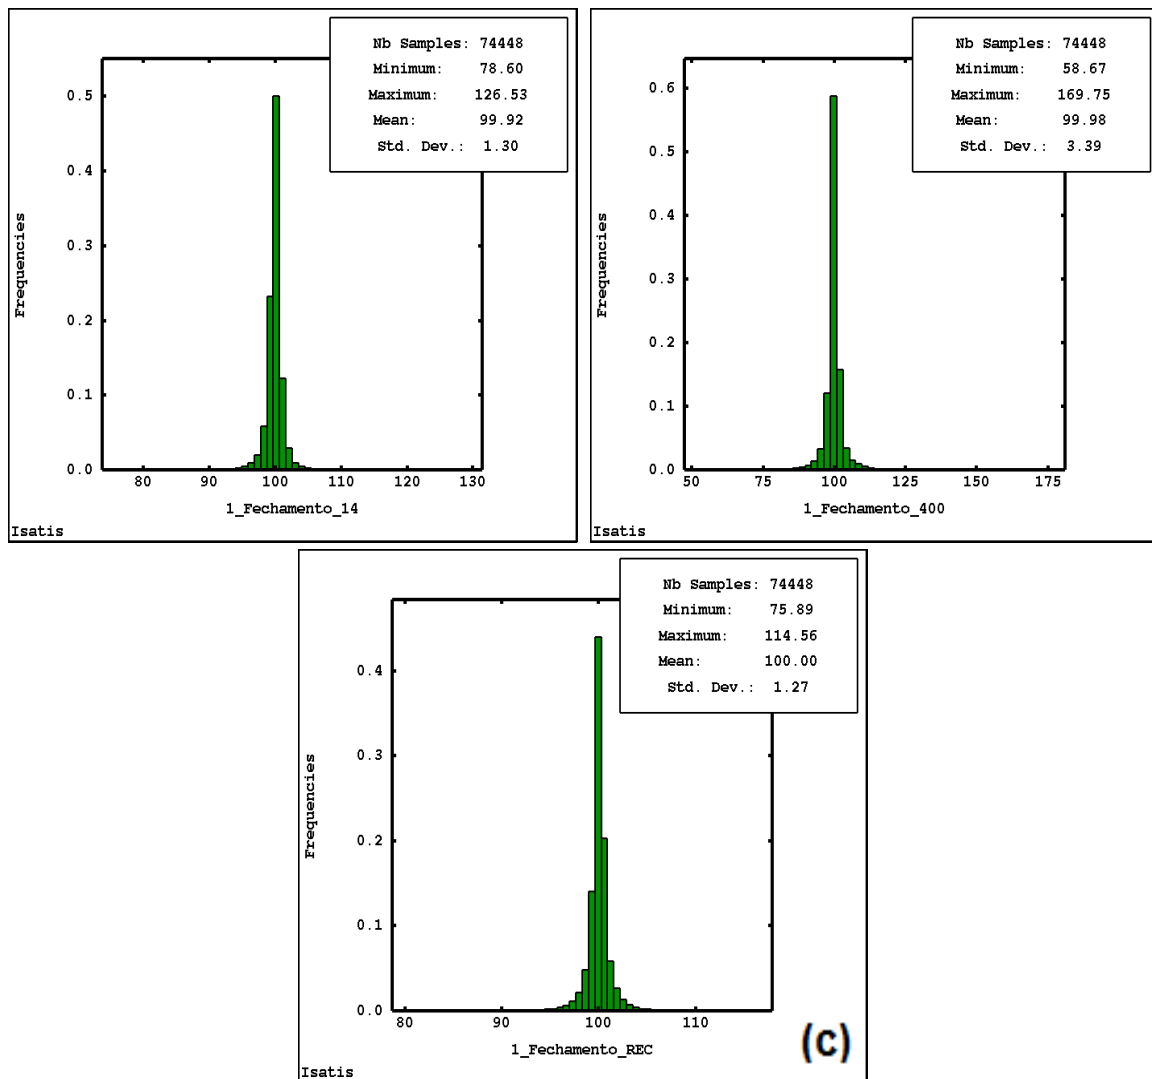 Nb Samples: 74448
Minimum: 78.60
Maximum: 126.53
Mean: 99.92
Std. Dev.: 1.30
0.5
0.4
0.3
0.2
0.1
0.0
Frequencies
80 90 100 110 120 130
1_Fechamento_14
Isatis
Nb Samples: 74448
Minimum: 58.67
Maximum: 169.75
Mean: 99.98
Std. Dev.: 3.39
0.6
0.5
0.4
0.3
0.2
0.1
0.0
Frequencies
50 75 100 125 150 175
1_Fechamento_400
Isatis
Nb Samples: 74448
Minimum: 75.89
Maximum: 114.56
Mean: 100.00
Std. Dev.: 1.27
0.4
0.3
0.2
0.1
0.0
Frequencies
80 90 100 110
1_Fechamento_REC
(c)
Isatis